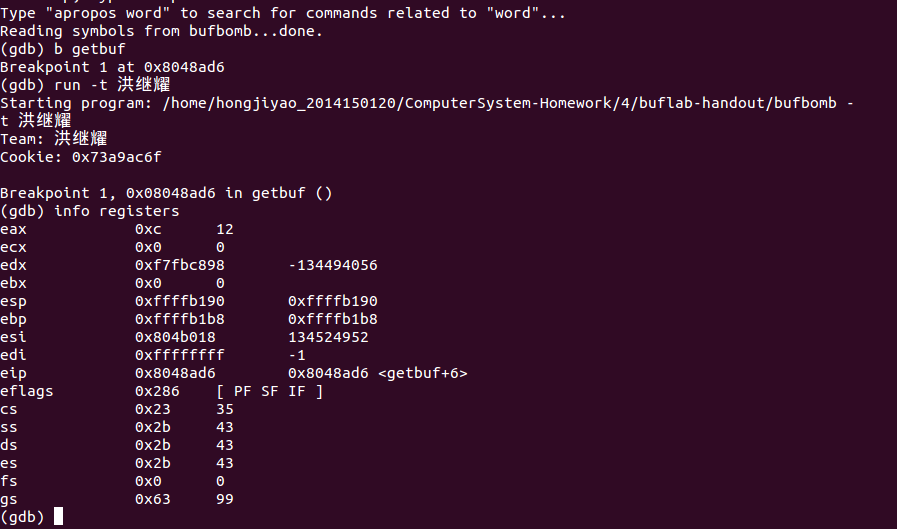 Type "apropos word" to search for commands related to "word"...
Reading symbols from bufbomb...done.
(gdb) b getbuf
Breakpoint 1 at 0x8048ad6
(gdb) run -t 洪继耀
Starting program: /home/hongjiyao_2014150120/ComputerSystem-Homework/4/buflab-handout/bufbomb -
t 洪继耀
Team: 洪继耀
Cookie: 0x73a9ac6f
Breakpoint 1, 0x08048ad6 in getbuf ()
(gdb) info registers
eax 0xc 12
ecx 0x0 0
edx 0xf7fbc898 -134494056
ebx 0x0 0
esp 0xffffb190 0xffffb190
ebp 0xffffb1b8 0xffffb1b8
esi 0x804b018 134524952
edi 0xffffffff -1
eip 0x8048ad6 0x8048ad6 <getbuf+6>
eflags 0x286 [ PF SF IF ]
cs 0x23 35
ss 0x2b 43
ds 0x2b 43
es 0x2b 43
fs 0x0 0
gs 0x63 99
(gdb)